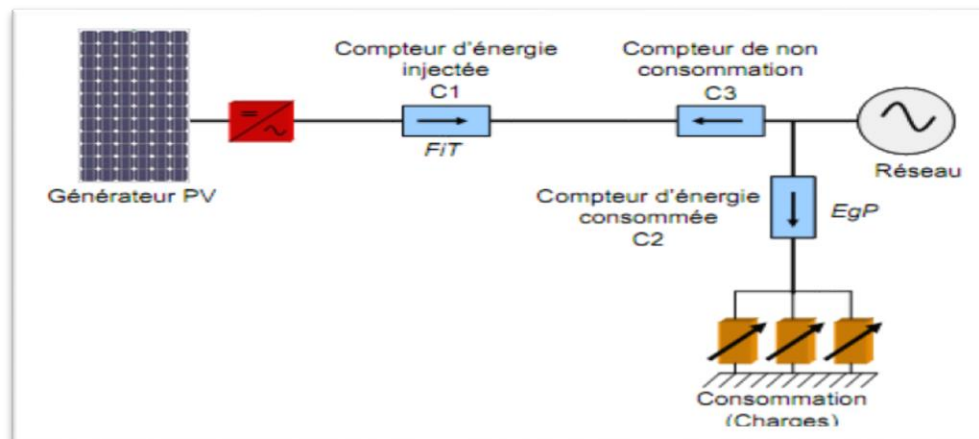 Compteur d'énergie
injectée
C1
Compteur de non
consommation
C3
FiT
Réseau
Générateur PV
Compteur d'énergie
consommée
C2
EgP
Consommation
(Charges)